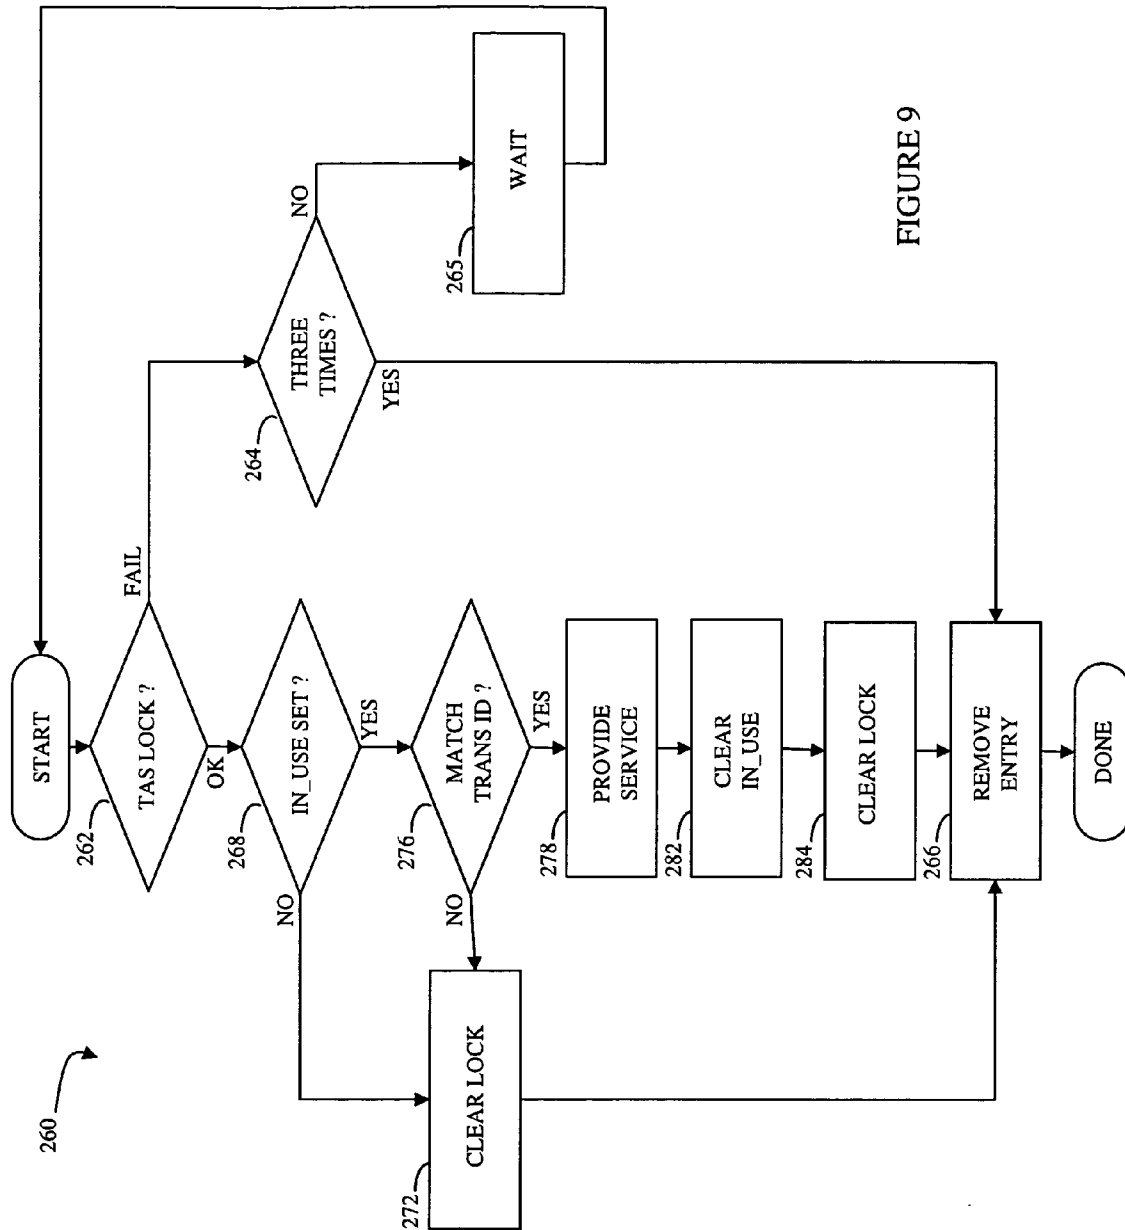 260
START
262
TAS LOCK ?
FAIL
OK
264
THREE
TIMES ?
NO
YES
265
WAIT
268
IN_USE SET ?
NO
YES
276
MATCH
TRANS ID ?
NO
YES
272
CLEAR LOCK
278
PROVIDE
SERVICE
282
CLEAR
IN_USE
284
CLEAR LOCK
266
REMOVE
ENTRY
DONE
FIGURE 9